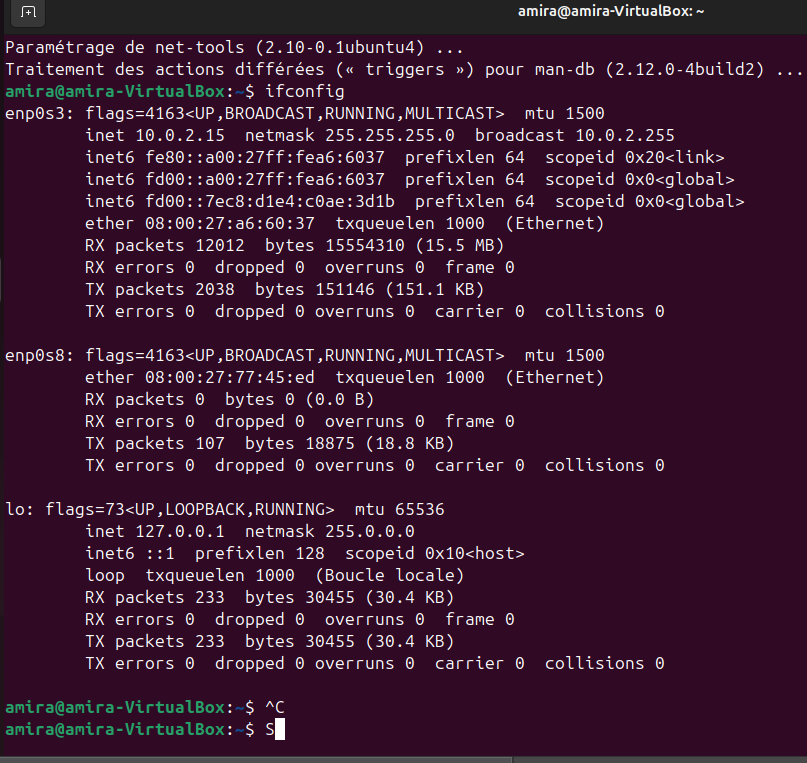 amira@amira-VirtualBox: ~
Paramétrage de net-tools (2.10-0.1ubuntu4) ...
Traitement des actions différées (« triggers ») pour man-db (2.12.0-4build2) ...
amira@amira-VirtualBox:~$ ifconfig
enp0s3: flags=4163<UP,BROADCAST,RUNNING,MULTICAST>  mtu 1500
        inet 10.0.2.15  netmask 255.255.255.0  broadcast 10.0.2.255
        inet6 fe80::a00:27ff:fea6:6037  prefixlen 64  scopeid 0x20<link>
        inet6 fd00::a00:27ff:fea6:6037  prefixlen 64  scopeid 0x0<global>
        inet6 fd00::7ec8:d1e4:c0ae:3d1b  prefixlen 64  scopeid 0x0<global>
        ether 08:00:27:a6:60:37  txqueuelen 1000  (Ethernet)
        RX packets 12012  bytes 15554310 (15.5 MB)
        RX errors 0  dropped 0  overruns 0  frame 0
        TX packets 2038  bytes 151146 (151.1 KB)
        TX errors 0  dropped 0 overruns 0  carrier 0  collisions 0

enp0s8: flags=4163<UP,BROADCAST,RUNNING,MULTICAST>  mtu 1500
        ether 08:00:27:77:45:ed  txqueuelen 1000  (Ethernet)
        RX packets 0  bytes 0 (0.0 B)
        RX errors 0  dropped 0  overruns 0  frame 0
        TX packets 107  bytes 18875 (18.8 KB)
        TX errors 0  dropped 0 overruns 0  carrier 0  collisions 0

lo: flags=73<UP,LOOPBACK,RUNNING>  mtu 65536
        inet 127.0.0.1  netmask 255.0.0.0
        inet6 ::1  prefixlen 128  scopeid 0x10<host>
        loop  txqueuelen 1000  (Boucle locale)
        RX packets 233  bytes 30455 (30.4 KB)
        RX errors 0  dropped 0  overruns 0  frame 0
        TX packets 233  bytes 30455 (30.4 KB)
        TX errors 0  dropped 0 overruns 0  carrier 0  collisions 0

amira@amira-VirtualBox:~$ ^C
amira@amira-VirtualBox:~$ S